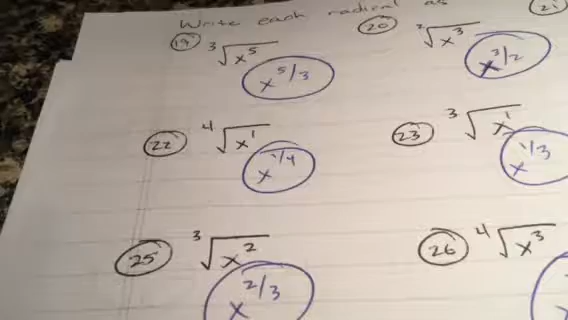 Write each radical as
19 ³√x⁵ 20 ²√x³ 21
x^5/3 x^3/2
22 ⁴√x¹ 23 ³√x¹
x^1/4 x^1/3
25 ³√x² 26 ⁴√x³
x^2/3